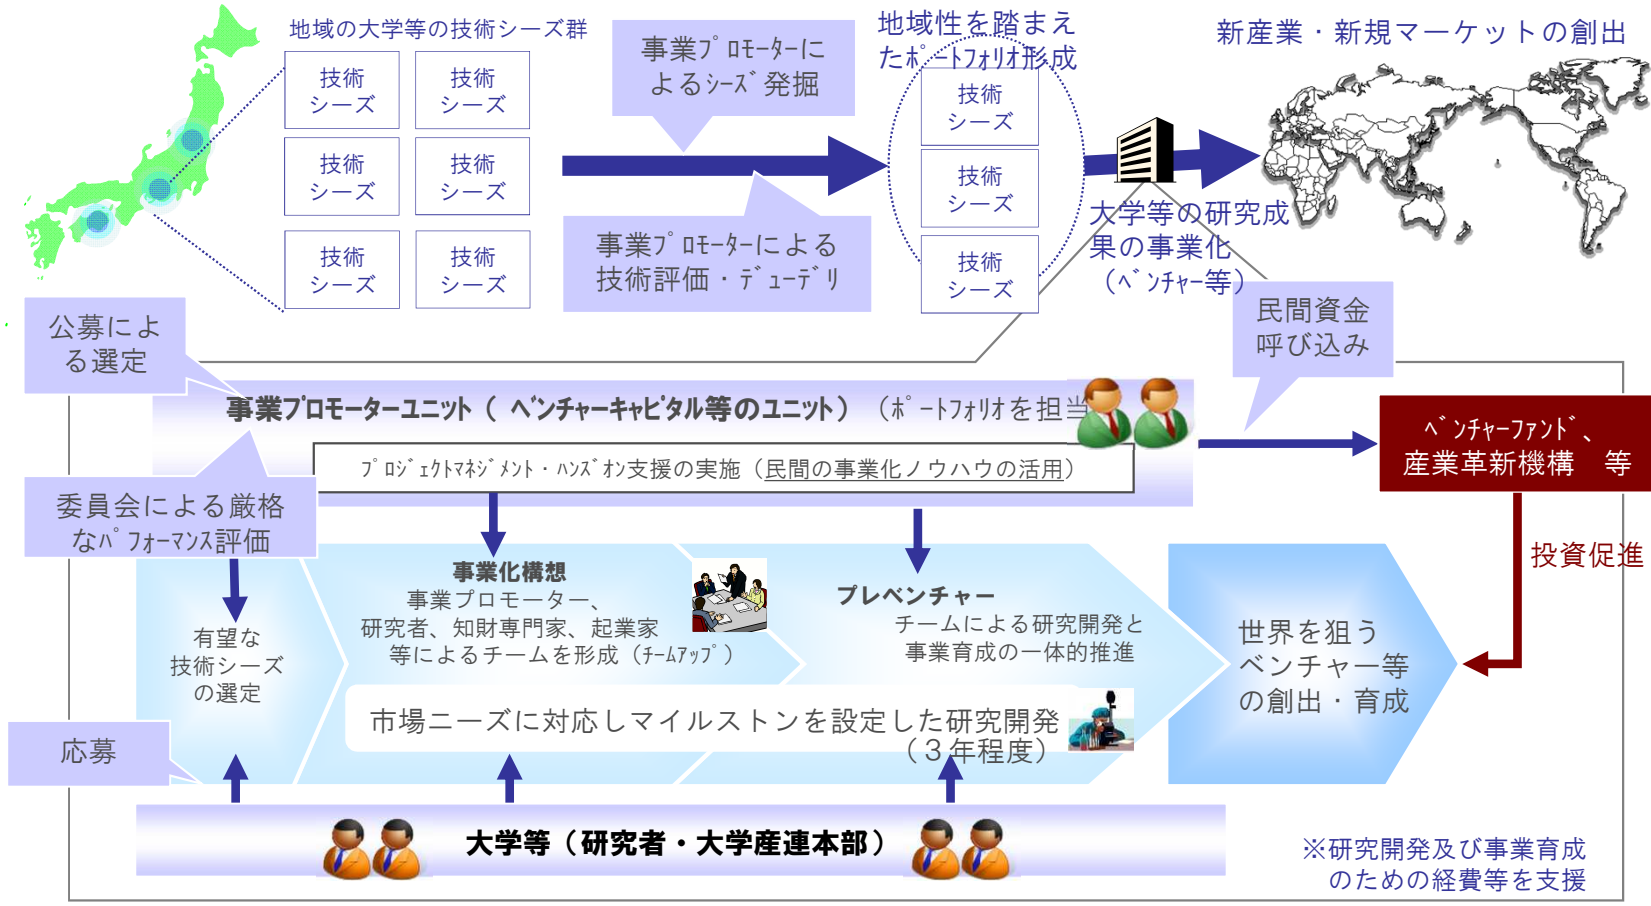 地域の大学等の技術シーズ群
技術
シーズ
技術
シーズ
技術
シーズ
技術
シーズ
技術
シーズ
技術
シーズ
事業ﾌﾟﾛﾓｰﾀｰに
よるｼｰｽﾞ発掘
事業ﾌﾟﾛﾓｰﾀｰによる
技術評価・ﾃﾞｭｰﾃﾞﾘ
地域性を踏まえ
たﾎﾟｰﾄﾌｫﾘｵ形成
技術
シーズ
技術
シーズ
技術
シーズ
新産業・新規マーケットの創出
大学等の研究成
果の事業化
（ﾍﾞﾝﾁｬｰ等）
公募によ
る選定
民間資金
呼び込み
事業プロモーターユニット（ ﾍﾞﾝﾁｬｰｷｬﾋﾟﾀﾙ等のユニット）（ﾎﾟｰﾄﾌｫﾘｵを担当
ﾌﾟﾛｼﾞｪｸﾄﾏﾈｼﾞﾒﾝﾄ・ﾊﾝｽﾞｵﾝ支援の実施（民間の事業化ノウハウの活用）
ﾍﾞﾝﾁｬｰﾌｧﾝﾄﾞ、
産業革新機構　等
委員会による厳格
なﾊﾟﾌｫｰﾏﾝｽ評価
投資促進
有望な
技術シーズ
の選定
事業化構想
事業プロモーター、
研究者、知財専門家、起業家
等によるチームを形成（ﾁｰﾑｱｯﾌﾟ）
プレベンチャー
チームによる研究開発と
事業育成の一体的推進
世界を狙う
ベンチャー等
の創出・育成
市場ニーズに対応しマイルストンを設定した研究開発
（３年程度）
応募
大学等（研究者・大学産連本部）
※研究開発及び事業育成
のための経費等を支援